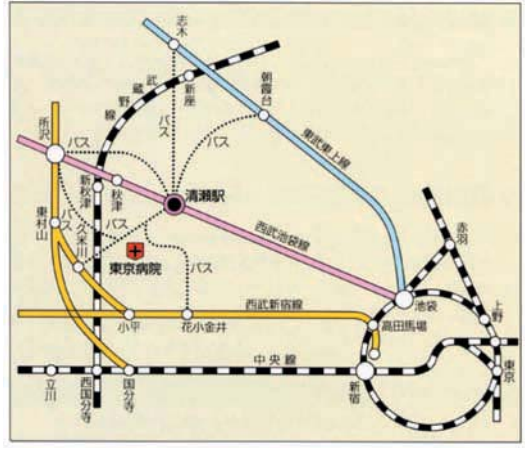 志木
武蔵野線
新座
朝霞台
バス
バス
東武東上線
所沢
バス
新秋津
秋津
清瀬駅
東村山
バス
久米川
バス
東京病院
バス
西武池袋線
赤羽
池袋
上野
西武新宿線
小平
花小金井
高田馬場
中央線
立川
西国分寺
国分寺
新宿
東京